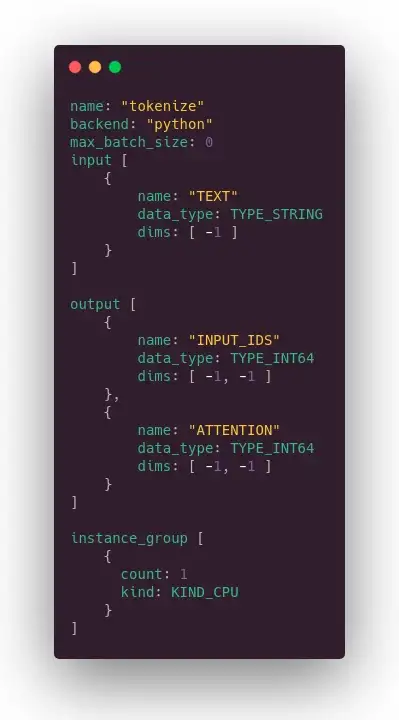 name: "tokenize"
backend: "python"
max_batch_size: 0
input [
    {
        name: "TEXT"
        data_type: TYPE_STRING
        dims: [ -1 ]
    }
]

output [
    {
        name: "INPUT_IDS"
        data_type: TYPE_INT64
        dims: [ -1, -1 ]
    },
    {
        name: "ATTENTION"
        data_type: TYPE_INT64
        dims: [ -1, -1 ]
    }
]

instance_group [
    {
      count: 1
      kind: KIND_CPU
    }
]